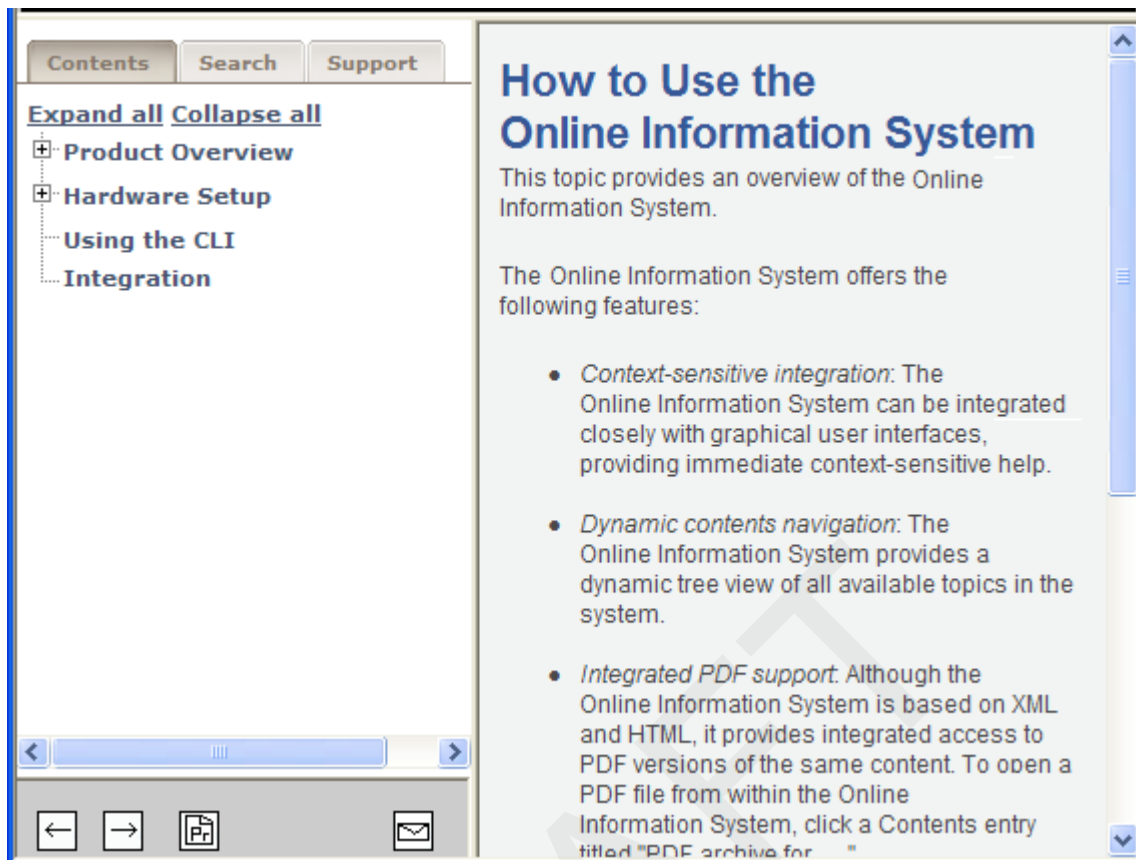 Contents Search Support
Expand all Collapse all
Product Overview
Hardware Setup
Using the CLI
Integration
Pr
How to Use the
Online Information System
This topic provides an overview of the Online
Information System.
The Online Information System offers the
following features:
• Context-sensitive integration: The
Online Information System can be integrated
closely with graphical user interfaces,
providing immediate context-sensitive help.
• Dynamic contents navigation: The
Online Information System provides a
dynamic tree view of all available topics in the
system.
• Integrated PDF support: Although the
Online Information System is based on XML
and HTML, it provides integrated access to
PDF versions of the same content. To open a
PDF file from within the Online
Information System, click a Contents entry
titled "PDF archive for ... ."